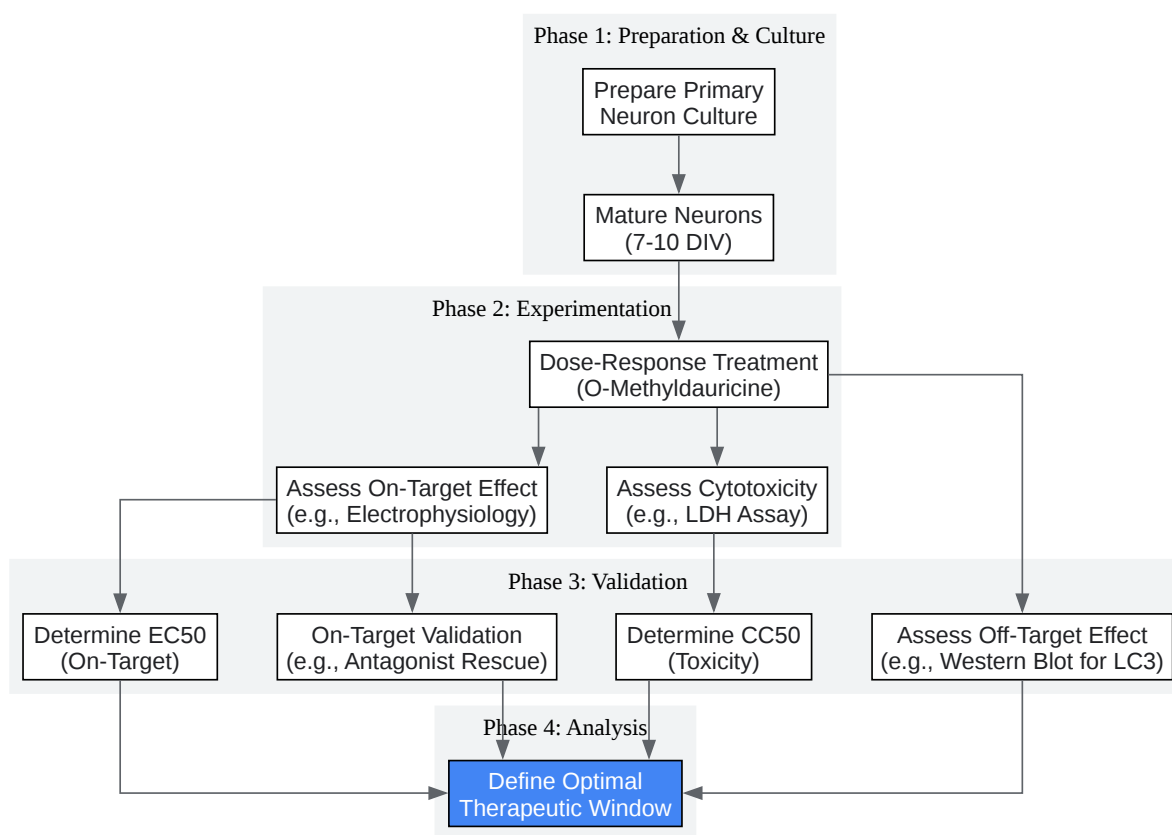 Phase 1: Preparation & Culture
Prepare Primary
Neuron Culture
Mature Neurons
(7-10 DIV)
Phase 2: Experimentation
Dose-Response Treatment
(O-Methyldauricine)
Assess On-Target Effect
(e.g., Electrophysiology)
Assess Cytotoxicity
(e.g., LDH Assay)
Phase 3: Validation
Determine EC50
(On-Target)
On-Target Validation
(e.g., Antagonist Rescue)
Determine CC50
(Toxicity)
Assess Off-Target Effect
(e.g., Western Blot for LC3)
Phase 4: Analysis
Define Optimal
Therapeutic Window